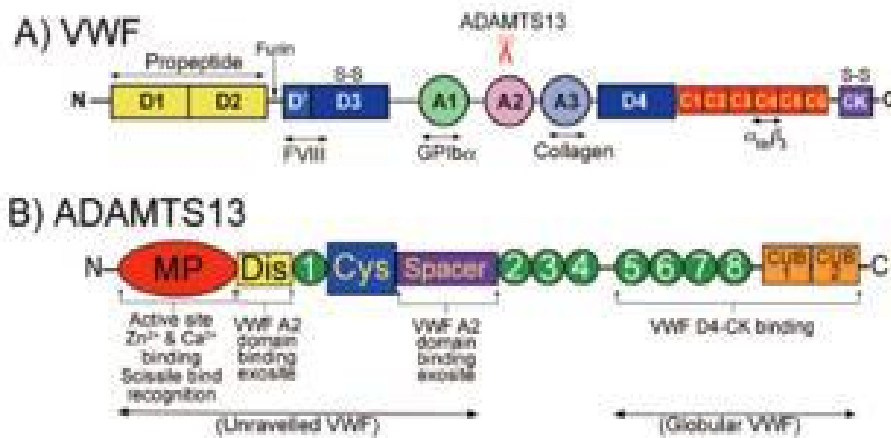 A) VWF
ADAMTS13
Furin
Propeptide
S-S
S-S
N D1 D2 D' D3 A1 A2 A3 D4 C1 C2 C3 C4 C5 C6 CK C
FVIII
GPIbα
Collagen
B) ADAMTS13
N MP Dis 1 Cys Spacer 2 3 4 5 6 7 8 CUB 1 CUB 2 C
Active site
Zn²⁺ & Ca²⁺
binding
Scissile bind
recognition
VWF A2
domain
binding
exosite
VWF A2
domain
binding
exosite
VWF D4-CK binding
(Unravelled VWF)
(Globular VWF)